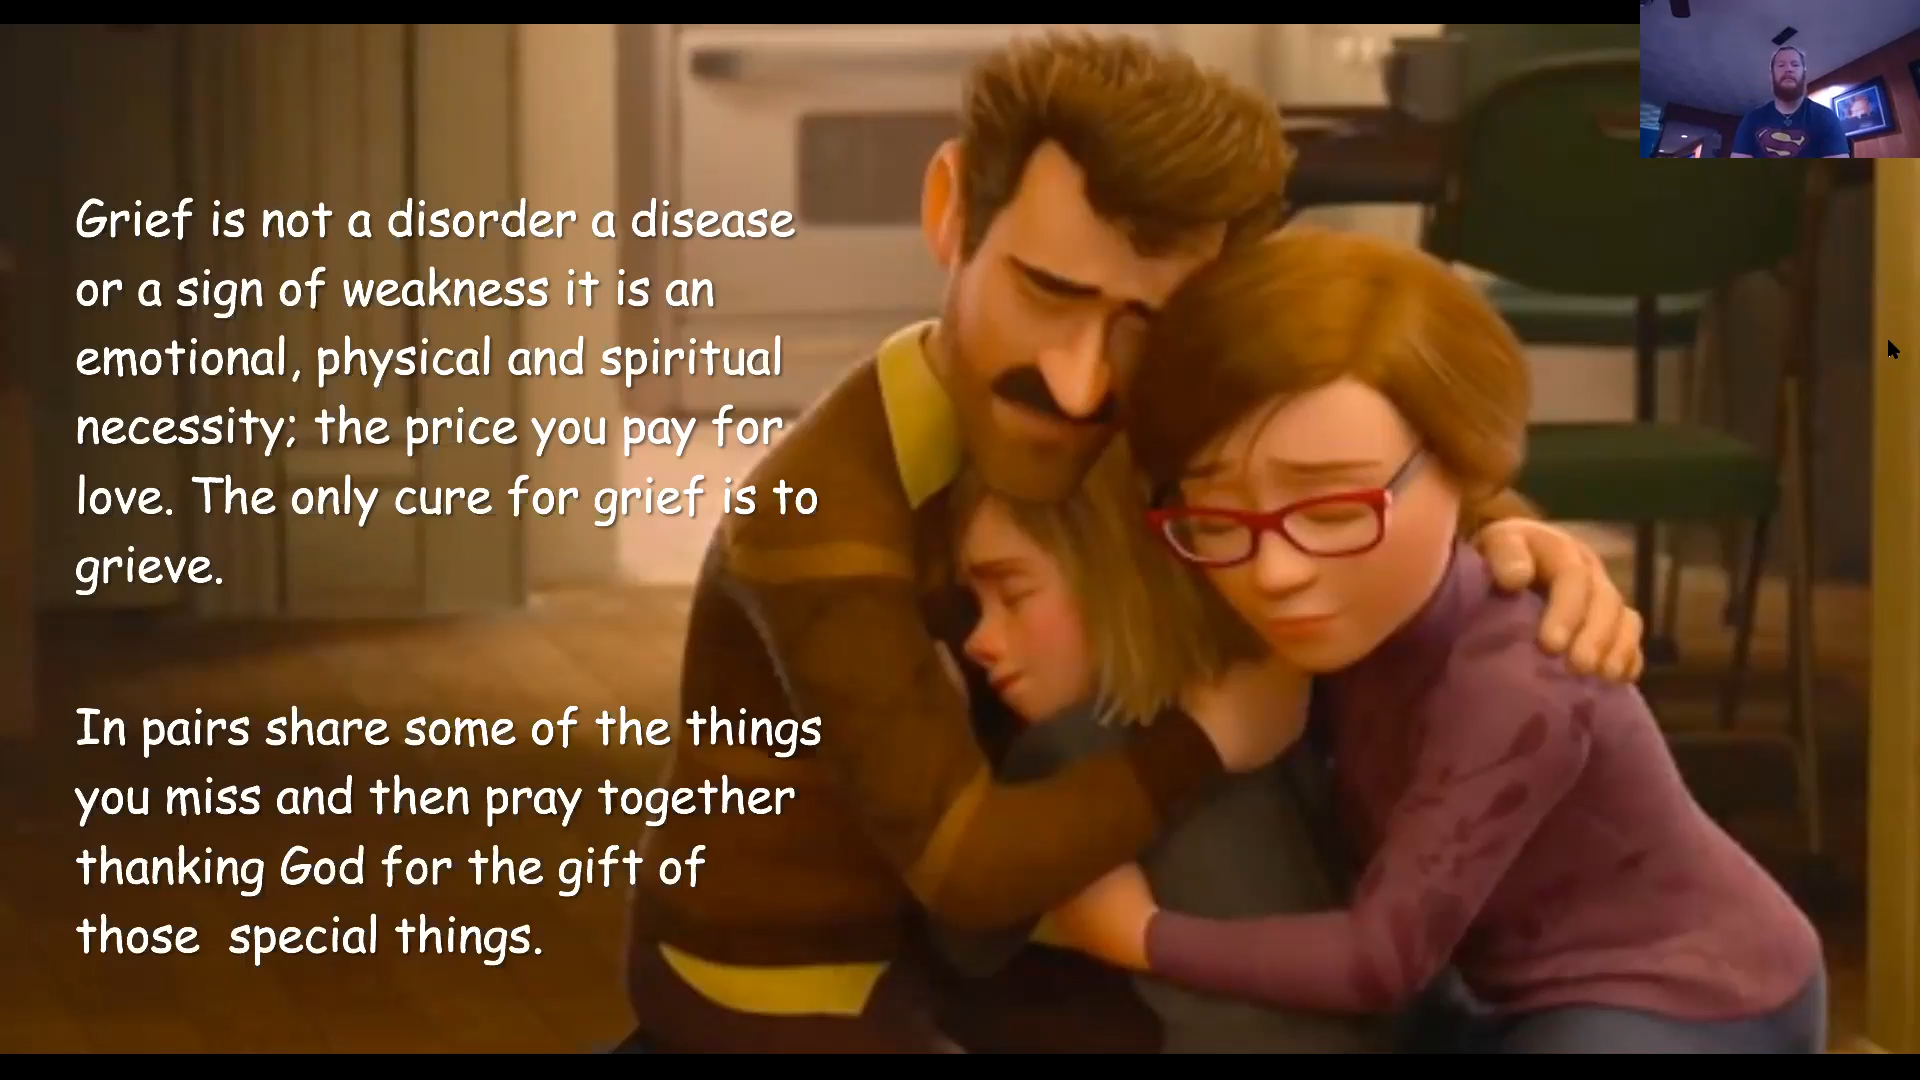 Grief is not a disorder a disease
or a sign of weakness it is an
emotional, physical and spiritual
necessity; the price you pay for
love. The only cure for grief is to
grieve.
In pairs share some of the things
you miss and then pray together
thanking God for the gift of
those  special things.